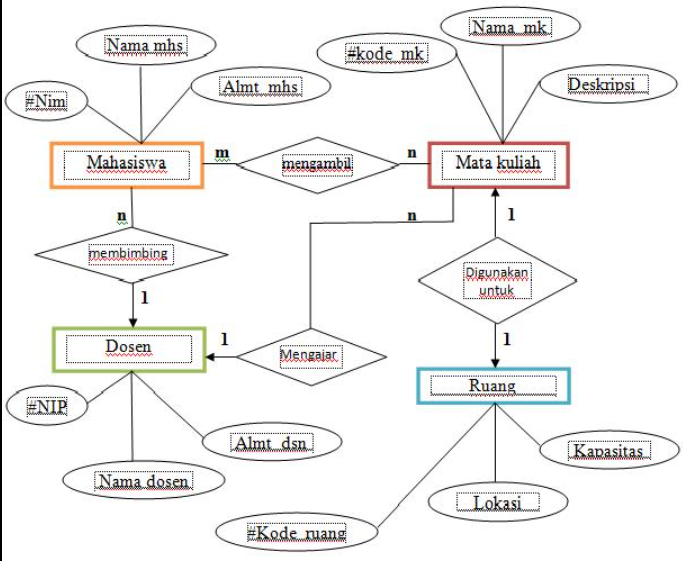 Nama mhs
Nama_mk
#kode_mk
#Nim
Almt_mhs
Deskripsi
Mahasiswa
m
mengambil
n
Mata kuliah
n
n
1
membimbing
Digunakan
untuk
1
1
1
Dosen
Mengajar
Ruang
#NIP
Almt_dsn
Kapasitas
Nama dosen
Lokasi
#Kode_ruang